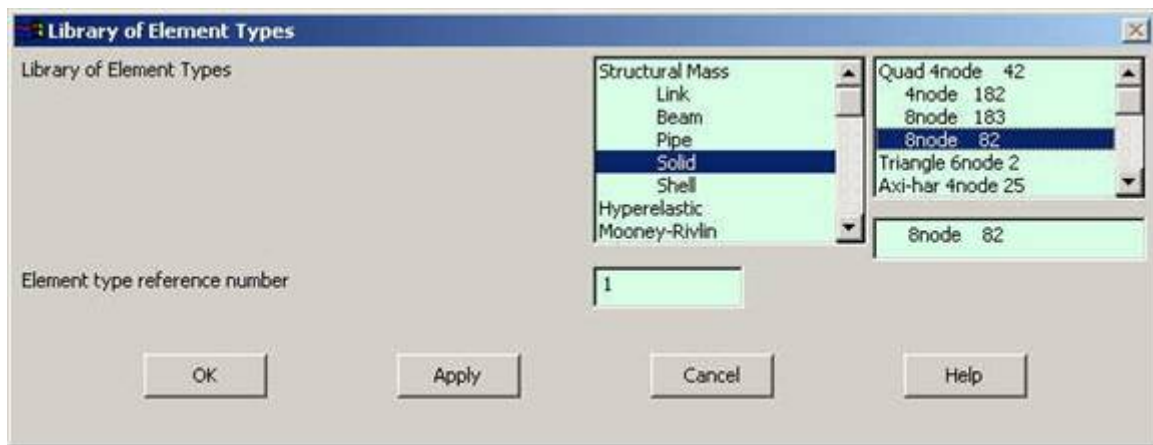 Library of Element Types
Library of Element Types
Structural Mass
Link
Beam
Pipe
Solid
Shell
Hyperelastic
Mooney-Rivlin
Quad 4node 42
4node 182
8node 183
8node 82
Triangle 6node 2
Axi-har 4node 25
8node 82
Element type reference number
1
OK
Apply
Cancel
Help